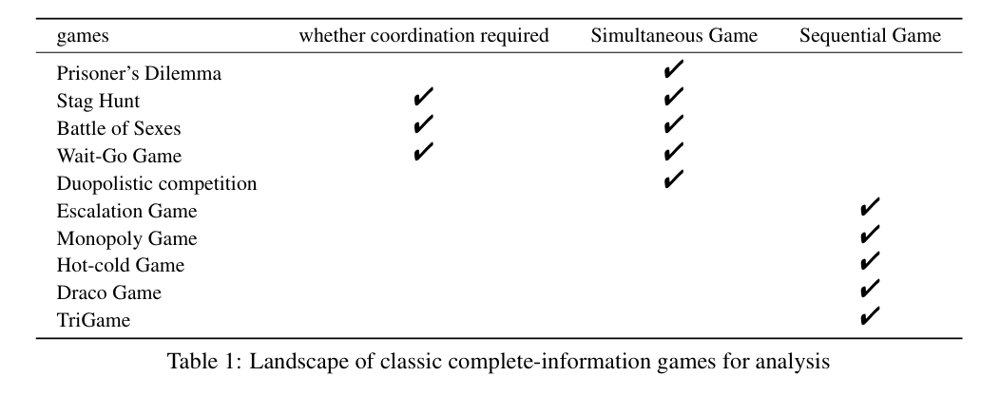 games whether coordination required Simultaneous Game Sequential Game
Prisoner's Dilemma ✔
Stag Hunt ✔ ✔
Battle of Sexes ✔ ✔
Wait-Go Game ✔ ✔
Duopolistic competition ✔
Escalation Game ✔
Monopoly Game ✔
Hot-cold Game ✔
Draco Game ✔
TriGame ✔
Table 1: Landscape of classic complete-information games for analysis